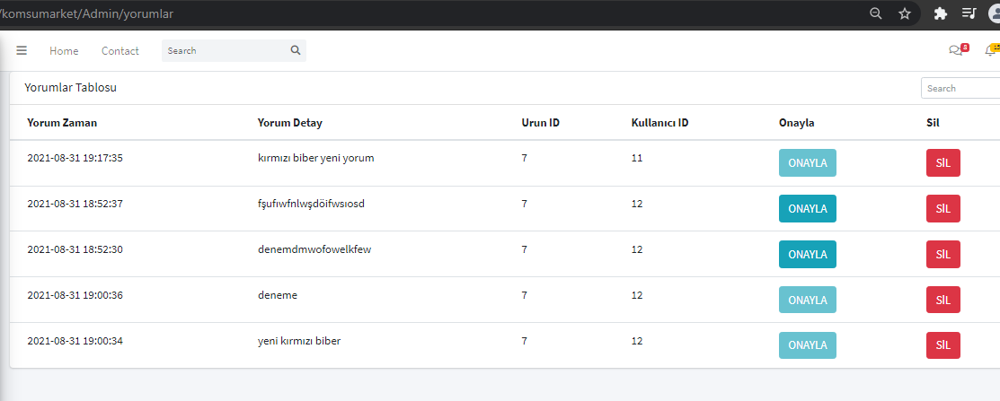 /komsumarket/Admin/yorumlar
Home Contact Search 8
Yorumlar Tablosu Search
Yorum Zaman Yorum Detay Urun ID Kullanıcı ID Onayla Sil
2021-08-31 19:17:35 kırmızı biber yeni yorum 7 11 ONAYLA SİL
2021-08-31 18:52:37 fşufıwfnlwşdöifwsıosd 7 12 ONAYLA SİL
2021-08-31 18:52:30 denemdmwofowelkfew 7 12 ONAYLA SİL
2021-08-31 19:00:36 deneme 7 12 ONAYLA SİL
2021-08-31 19:00:34 yeni kırmızı biber 7 12 ONAYLA SİL